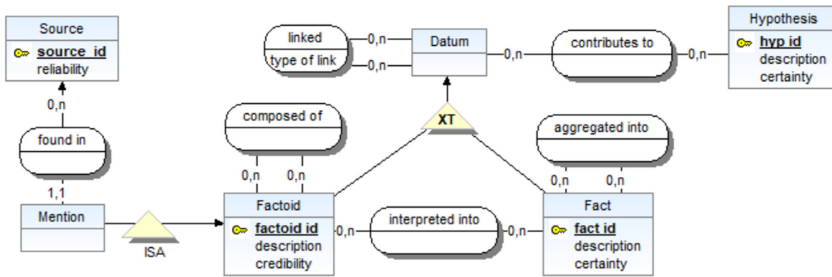 Source
source_id
reliability
0,n
found in
1,1
Mention
ISA
linked
type of link
0,n
0,n
Datum
0,n
contributes to
0,n
Hypothesis
hyp id
description
certainty
XT
composed of
0,n
0,n
Factoid
factoid id
description
credibility
0,n
interpreted into
0,n
aggregated into
0,n
0,n
Fact
fact id
description
certainty